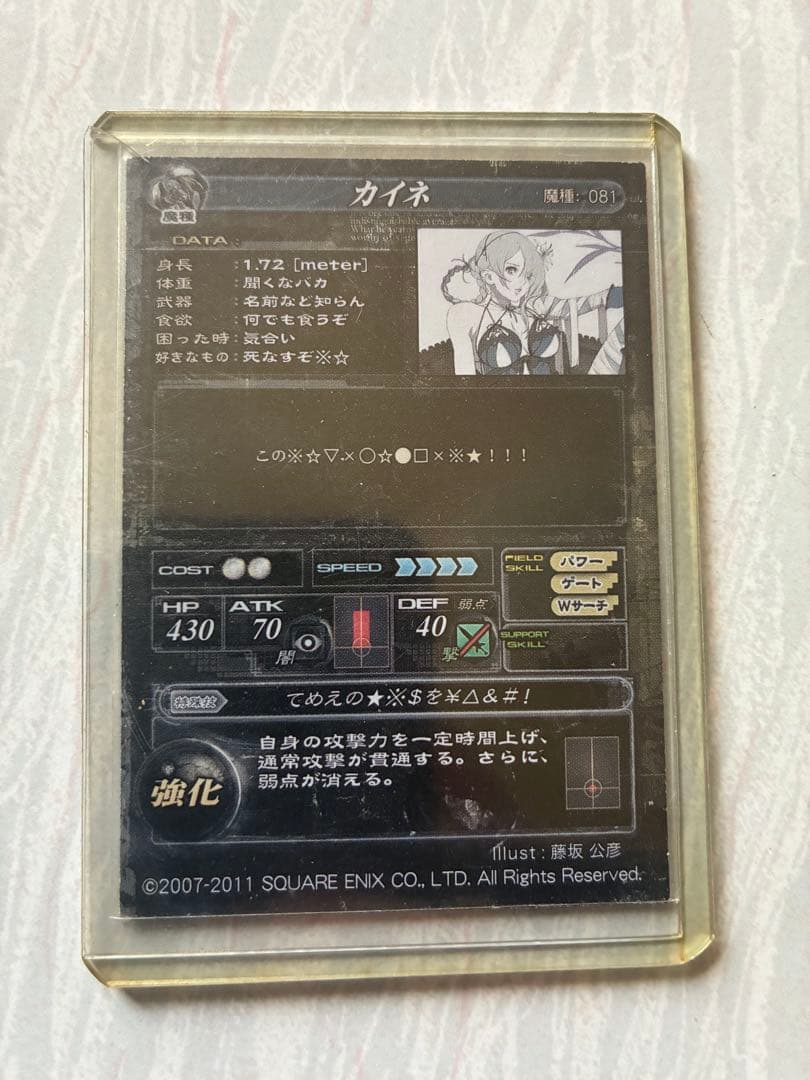 カイネ
魔種: 081
魔種
DATA
身長 : 1.72 [meter]
体重 : 聞くなバカ
武器 : 名前など知らん
食欲 : 何でも食うぞ
困った時 : 気合い
好きなもの : 死なすぞ※☆
この※☆▽×○☆●□×※★！！！
COST
SPEED
FIELD SKILL
パワー
ゲート
Wサーチ
HP 430
ATK 70
闇
DEF 40
弱点
撃
SUPPORT SKILL
特殊技
てめえの★※$を¥△&#!
強化
自身の攻撃力を一定時間上げ、
通常攻撃が貫通する。さらに、
弱点が消える。
Illust : 藤坂 公彦
©2007-2011 SQUARE ENIX CO., LTD. All Rights Reserved.